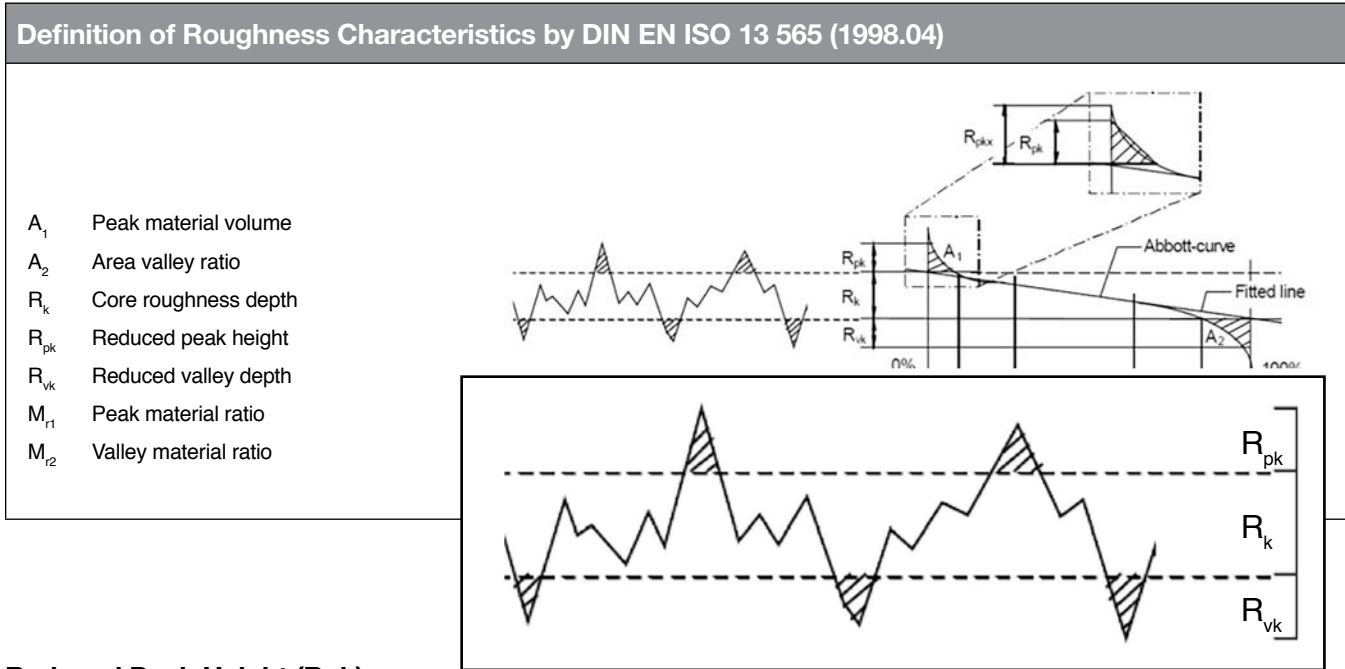 Definition of Roughness Characteristics by DIN EN ISO 13 565 (1998.04)
A1 Peak material volume
A2 Area valley ratio
Rk Core roughness depth
Rpk Reduced peak height
Rvk Reduced valley depth
Mr1 Peak material ratio
Mr2 Valley material ratio
Rpkx
Rpk
Rpk
A1
Abbott-curve
Rk
Fitted line
Rvk
A2
0%
100%
Rpk
Rk
Rvk